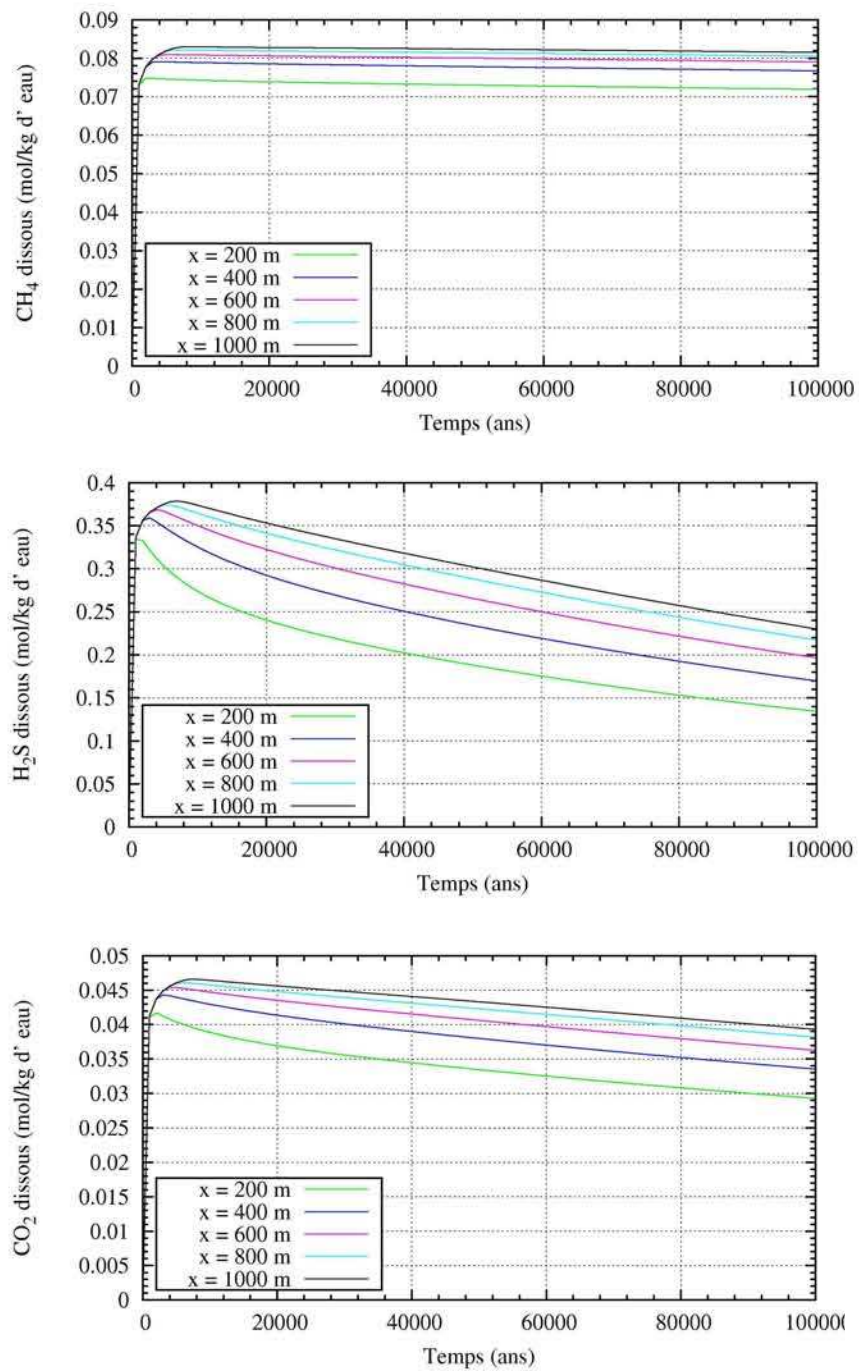 0.09
0.08
0.07
0.06
0.05
0.04
0.03
0.02
0.01
0
CH4 dissous (mol/kg d' eau)
x = 200 m
x = 400 m
x = 600 m
x = 800 m
x = 1000 m
0 20000 40000 60000 80000 100000
Temps (ans)
0.4
0.35
0.3
0.25
0.2
0.15
0.1
0.05
0
H2S dissous (mol/kg d' eau)
x = 200 m
x = 400 m
x = 600 m
x = 800 m
x = 1000 m
0 20000 40000 60000 80000 100000
Temps (ans)
0.05
0.045
0.04
0.035
0.03
0.025
0.02
0.015
0.01
0.005
0
CO2 dissous (mol/kg d' eau)
x = 200 m
x = 400 m
x = 600 m
x = 800 m
x = 1000 m
0 20000 40000 60000 80000 100000
Temps (ans)